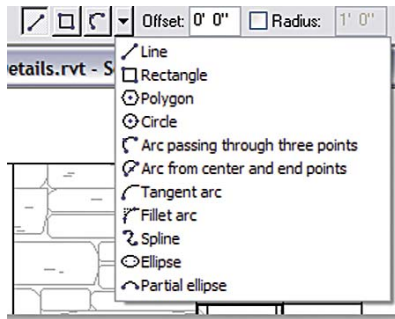 Offset: 0' 0" Radius: 1' 0"
etails.rvt - S
Line
Rectangle
Polygon
Circle
Arc passing through three points
Arc from center and end points
Tangent arc
Fillet arc
Spline
Ellipse
Partial ellipse